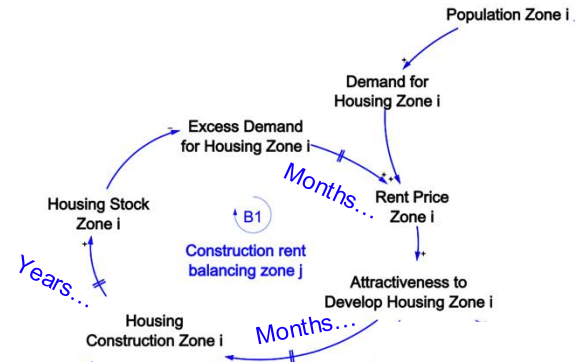 Population Zone i
+
Demand for
Housing Zone i
Excess Demand
for Housing Zone i
-
Months...
+
+
Rent Price
Zone i
Housing Stock
Zone i
+
B1
Construction rent
balancing zone j
+
Years...
Attractiveness to
Develop Housing Zone i
Housing
Construction Zone i
Months...
+